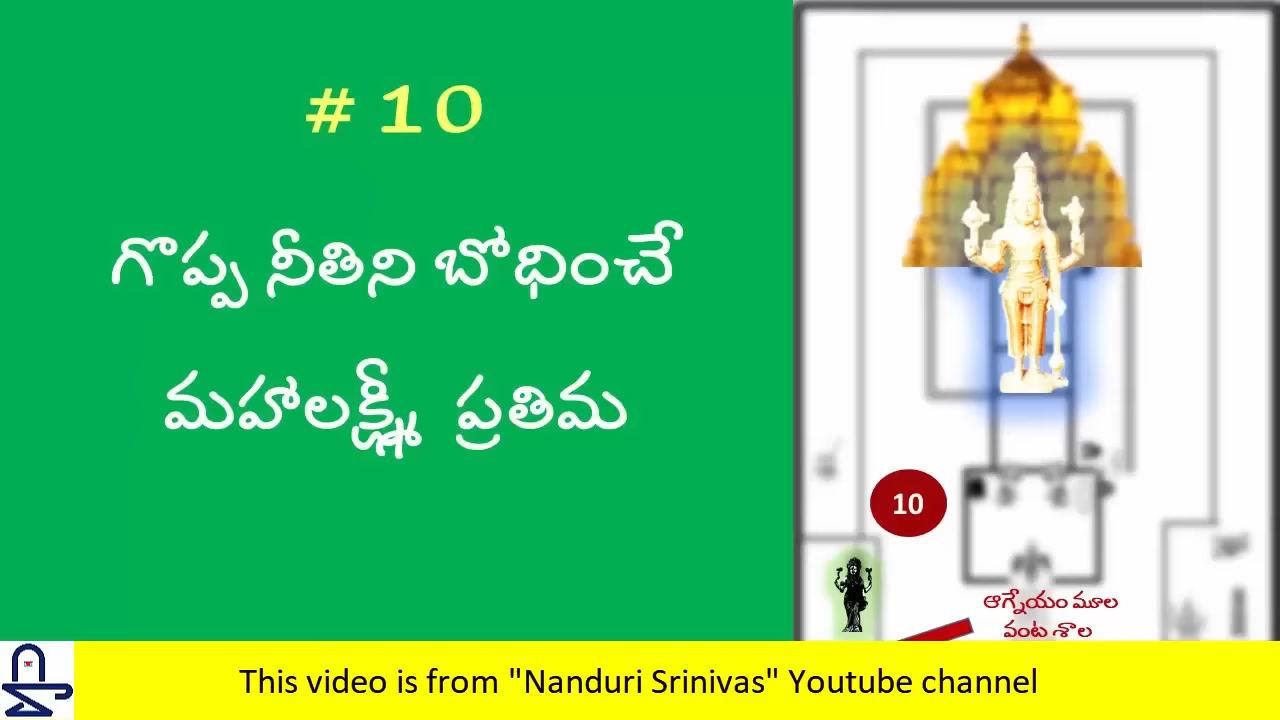 # 10
గొప్ప నీతిని బోధించే
మహాలక్ష్మీ ప్రతిమ
10
ఆగ్నేయం మూల
వంట శాల
This video is from "Nanduri Srinivas" Youtube channel